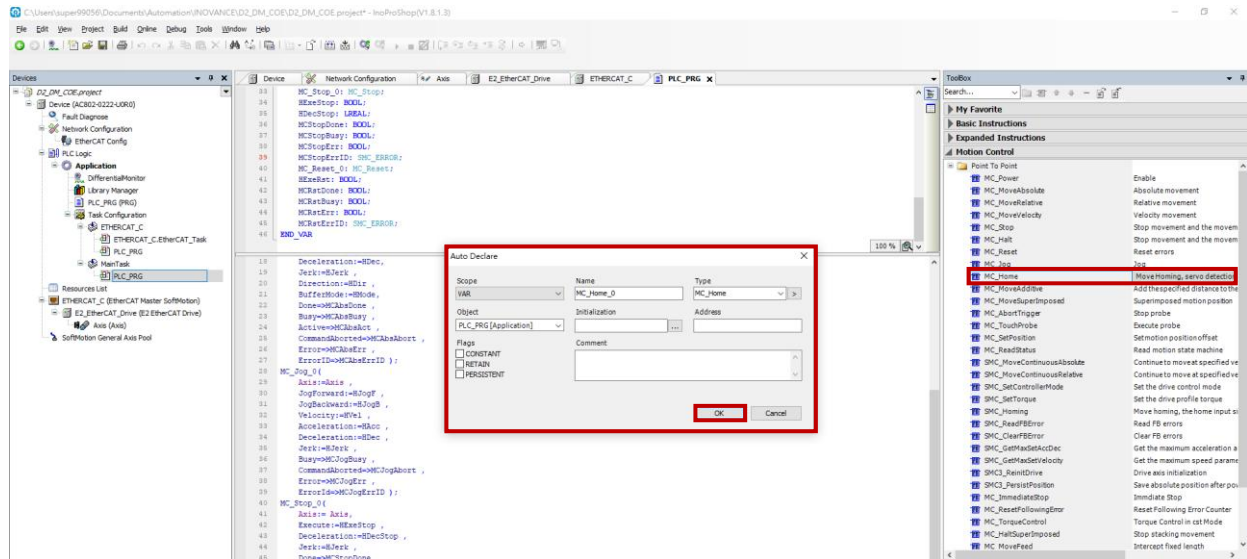 C:\Users\super99056\Documents\Automation\INOVANCE\D2_DM_COE\D2_DM_COE.project* - InoProShop(V1.8.1.3)
File Edit View Project Build Online Debug Tools Window Help
Devices
D2_DM_COE.project
Device (AC802-0222-U0R0)
Fault Diagnose
Network Configuration
EtherCAT Config
PLC Logic
Application
DifferentialMonitor
Library Manager
PLC_PRG (PRG)
Task Configuration
ETHERCAT_C
ETHERCAT_C.EtherCAT_Task
PLC_PRG
MainTask
PLC_PRG
Resources List
ETHERCAT_C (EtherCAT Master SoftMotion)
E2_EtherCAT_Drive (E2 EtherCAT Drive)
Axis (Axis)
SoftMotion General Axis Pool
Device Network Configuration Axis E2_EtherCAT_Drive ETHERCAT_C PLC_PRG X
33 MC_Stop_0: MC_Stop;
34 HExeStop: BOOL;
35 HDecStop: LREAL;
36 MCStopDone: BOOL;
37 MCStopBusy: BOOL;
38 MCStopErr: BOOL;
39 MCStopErrID: SMC_ERROR;
40 MC_Reset_0: MC_Reset;
41 HExeRst: BOOL;
42 MCRstDone: BOOL;
43 MCRstBusy: BOOL;
44 MCRstErr: BOOL;
45 MCRstErrID: SMC_ERROR;
46 END_VAR
100 %
18 Deceleration:=HDec,
19 Jerk:=HJerk ,
20 Direction:=HDir ,
21 BufferMode:=HMode,
22 Done=>MCAbsDone ,
23 Busy=>MCAbsBusy ,
24 Active=>MCAbsAct ,
25 CommandAborted=>MCAbsAbort ,
26 Error=>MCAbsErr ,
27 ErrorID=>MCAbsErrID );
28 MC_Jog_0(
29 Axis:=Axis ,
30 JogForward:=HJogF ,
31 JogBackward:=HJogB ,
32 Velocity:=HVel ,
33 Acceleration:=HAcc ,
34 Deceleration:=HDec ,
35 Jerk:=HJerk ,
36 Busy=>MCJogBusy ,
37 CommandAborted=>MCJogAbort ,
38 Error=>MCJogErr ,
39 ErrorId=>MCJogErrID );
40 MC_Stop_0(
41 Axis:= Axis,
42 Execute:=HExeStop ,
43 Deceleration:=HDecStop ,
44 Jerk:=HJerk ,
45 Done=>MCStopDone
Auto Declare
Scope Name Type
VAR MC_Home_0 MC_Home >
Object Initialization Address
PLC_PRG [Application] ...
Flags Comment
CONSTANT
RETAIN
PERSISTENT
OK Cancel
ToolBox
Search...
My Favorite
Basic Instructions
Expanded Instructions
Motion Control
Point To Point
MC_Power Enable
MC_MoveAbsolute Absolute movement
MC_MoveRelative Relative movement
MC_MoveVelocity Velocity movement
MC_Stop Stop movement and the movem
MC_Halt Stop movement and the movem
MC_Reset Reset errors
MC_Jog Jog
MC_Home Move Homing, servo detection
MC_MoveAdditive Add thespecified distance to the
MC_MoveSuperImposed Superimposed motion position
MC_AbortTrigger Stop probe
MC_TouchProbe Execute probe
MC_SetPosition Setmotion position offset
MC_ReadStatus Read motion state machine
SMC_MoveContinuousAbsolute Continue to moveat specified ve
SMC_MoveContinuousRelative Continue to move at specified ve
SMC_SetControllerMode Set the drive control mode
SMC_SetTorque Set the drive profile torque
SMC_Homing Move homing, the home input si
SMC_ReadFBError Read FB errors
SMC_ClearFBError Clear FB errors
SMC_GetMaxSetAccDec Get the maximum acceleration a
SMC_GetMaxSetVelocity Get the maximum speed parame
SMC3_ReinitDrive Drive axis initialization
SMC3_PersistPosition Save absolute position after pov
MC_ImmediateStop Immdiate Stop
MC_ResetFollowingError Reset Following Error Counter
MC_TorqueControl Torque Control in cst Mode
MC_HaltSuperImposed Stop stacking movement
MC_MoveFeed Intercept fixed length